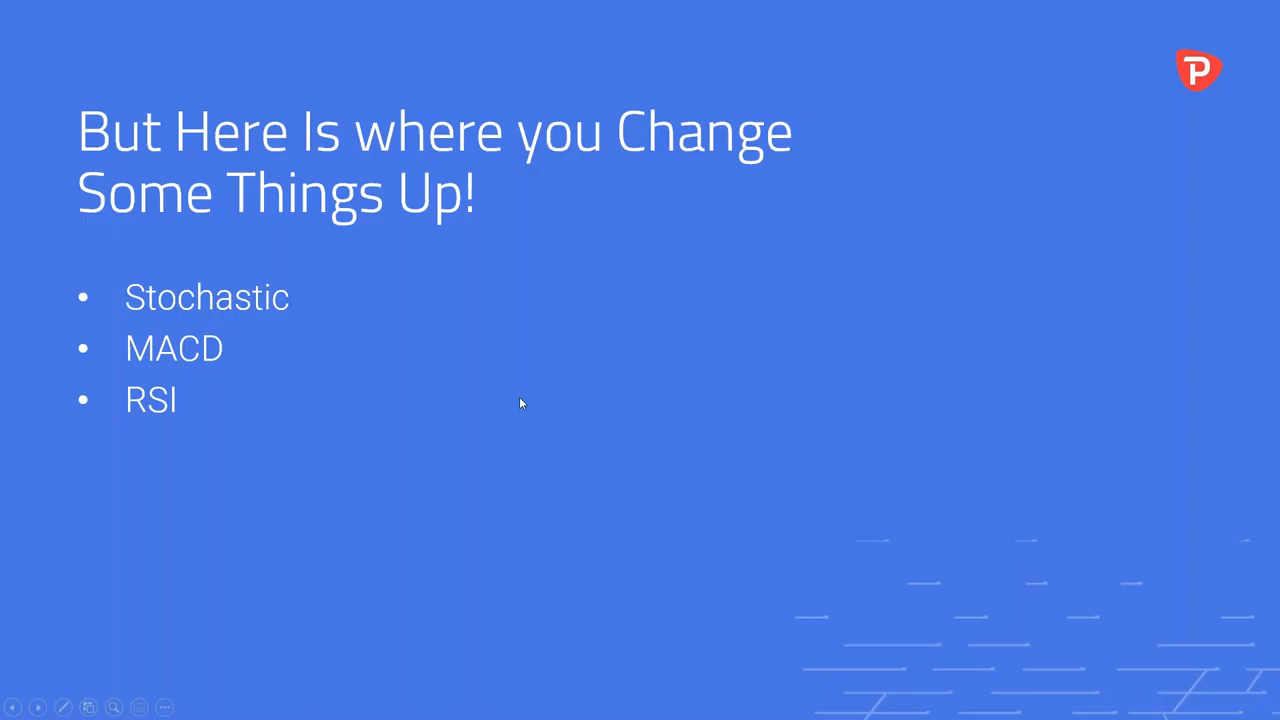 P
But Here Is where you Change
Some Things Up!
• Stochastic
• MACD
• RSI